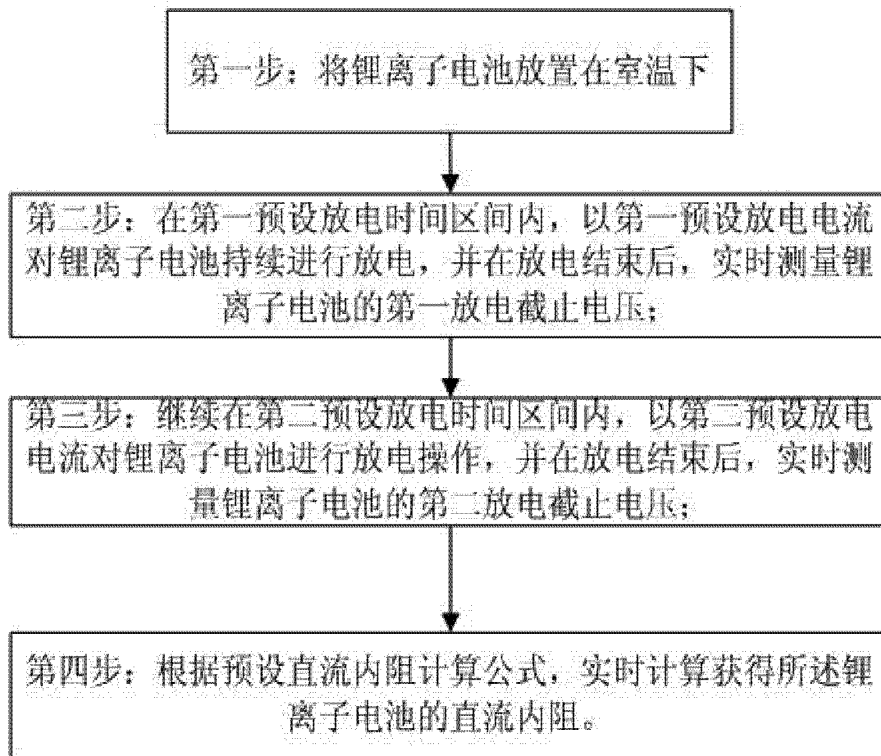 第一步：将锂离子电池放置在室温下
第二步：在第一预设放电时间区间内，以第一预设放电电流
对锂离子电池持续进行放电，并在放电结束后，实时测量锂
离子电池的第一放电截止电压；
第三步：继续在第二预设放电时间区间内，以第二预设放电
电流对锂离子电池进行放电操作，并在放电结束后，实时测
量锂离子电池的第二放电截止电压；
第四步：根据预设直流内阻计算公式，实时计算获得所述锂
离子电池的直流内阻。